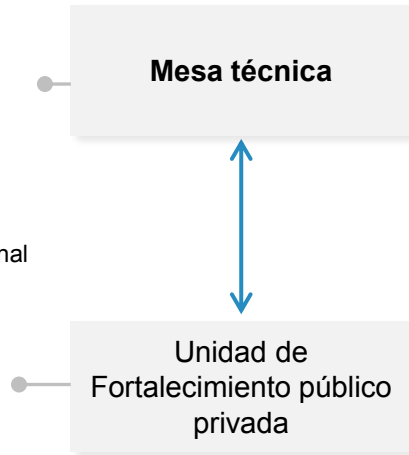 Mesa técnica
nal
Unidad de
Fortalecimiento público
privada